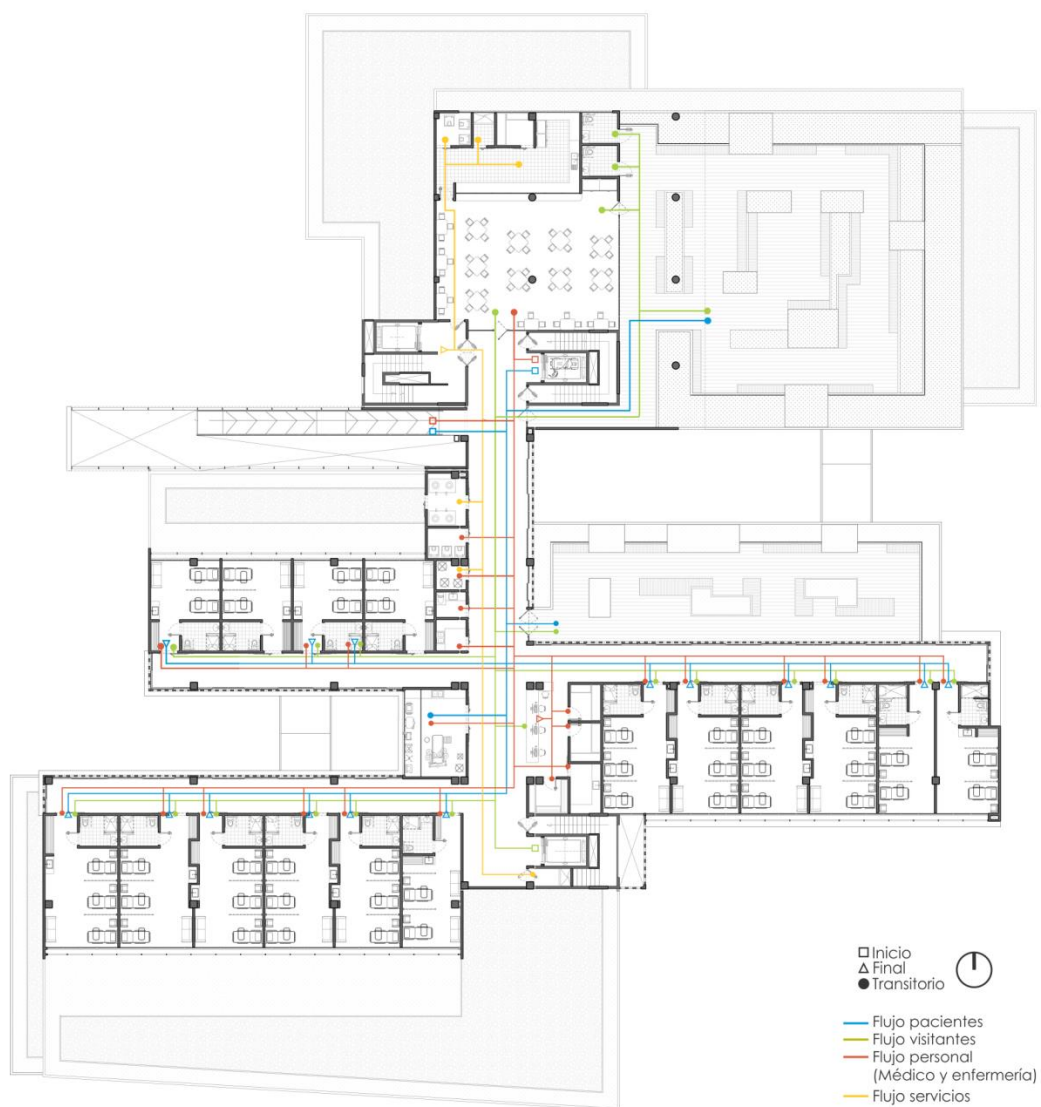 Inicio
Final
Transitorio
Flujo pacientes
Flujo visitantes
Flujo personal
(Médico y enfermería)
Flujo servicios